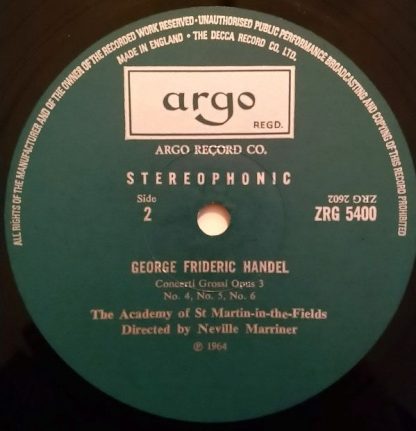 ALL RIGHTS OF THE MANUFACTURER AND OF THE OWNER OF THE RECORDED WORK RESERVED · UNAUTHORISED PUBLIC PERFORMANCE BROADCASTING AND COPYING OF THIS RECORD PROHIBITED
MADE IN ENGLAND · THE DECCA RECORD CO. LTD.
argo
REGD.
ARGO RECORD CO.
STEREOPHONIC
Side
2
ZRG 2602
ZRG 5400
GEORGE FRIDERIC HANDEL
Concerti Grossi Opus 3
No. 4, No. 5, No. 6
The Academy of St Martin-in-the-Fields
Directed by Neville Marriner
℗ 1964